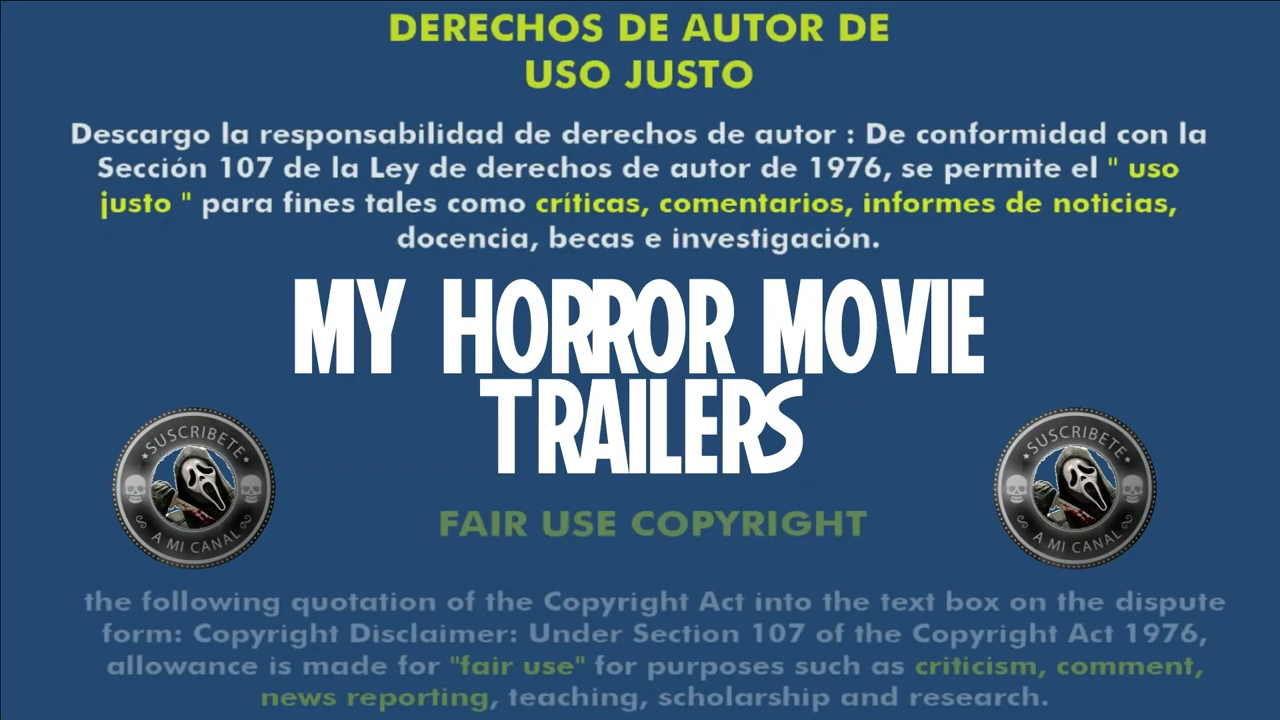 DERECHOS DE AUTOR DE
USO JUSTO
Descargo la responsabilidad de derechos de autor : De conformidad con la
Sección 107 de la Ley de derechos de autor de 1976, se permite el " uso
justo " para fines tales como críticas, comentarios, informes de noticias,
docencia, becas e investigación.
MY HORROR MOVIE
TRAILERS
SUSCRIBETE
A MI CANAL
SUSCRIBETE
A MI CANAL
FAIR USE COPYRIGHT
the following quotation of the Copyright Act into the text box on the dispute
form: Copyright Disclaimer: Under Section 107 of the Copyright Act 1976,
allowance is made for "fair use" for purposes such as criticism, comment,
news reporting, teaching, scholarship and research.